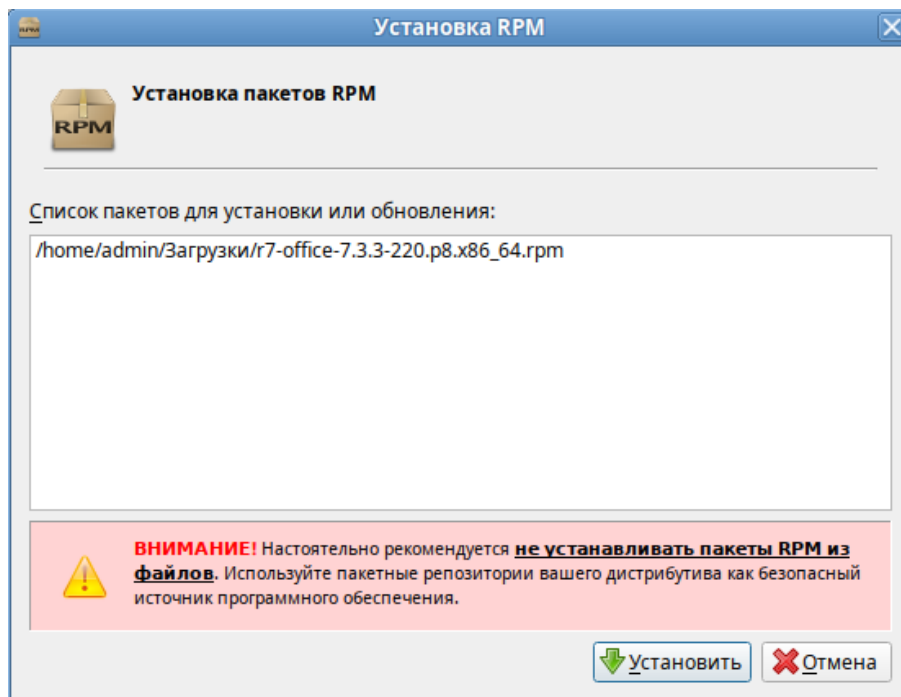 Установка RPM
Установка пакетов RPM
RPM
Список пакетов для установки или обновления:
/home/admin/Загрузки/r7-office-7.3.3-220.p8.x86_64.rpm
ВНИМАНИЕ! Настоятельно рекомендуется не устанавливать пакеты RPM из
файлов. Используйте пакетные репозитории вашего дистрибутива как безопасный
источник программного обеспечения.
Установить
Отмена